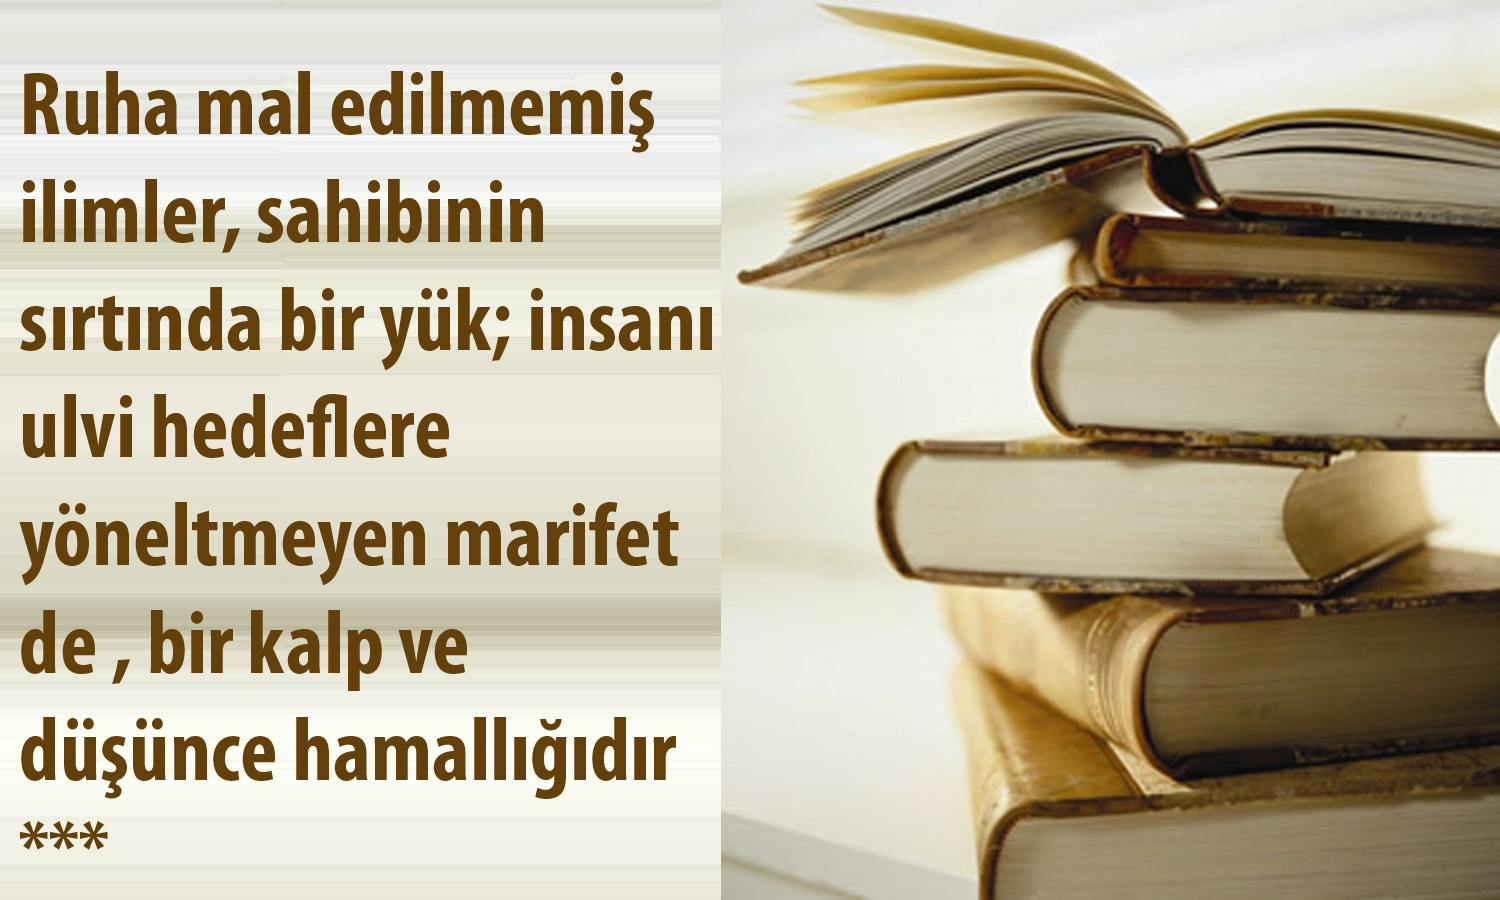 Ruha mal edilmemiş
ilimler, sahibinin
sırtında bir yük; insanı
ulvi hedeflere
yöneltmeyen marifet
de , bir kalp ve
düşünce hamallığıdır
***